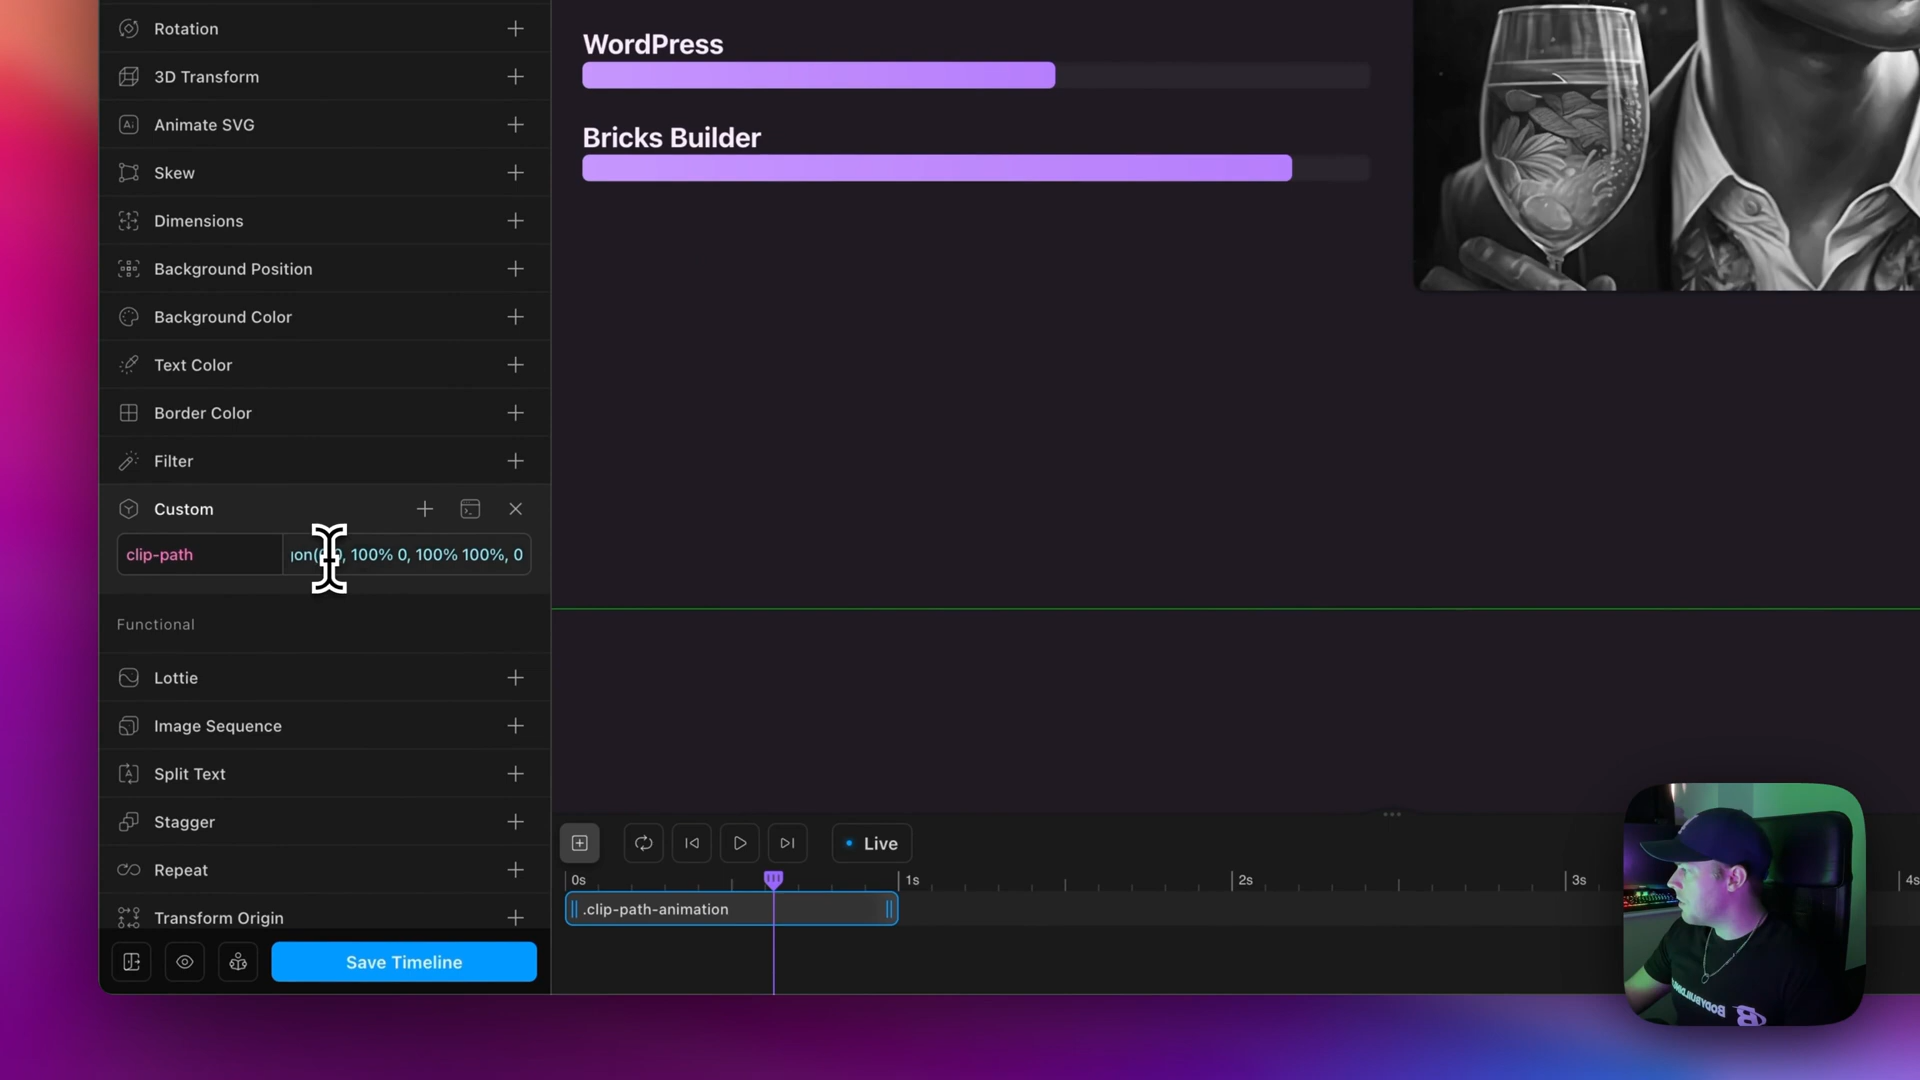 Rotation
3D Transform
Animate SVG
Skew
Dimensions
Background Position
Background Color
Text Color
Border Color
Filter
Custom
clip-path
100% 0, 100% 100%, 0
Functional
Lottie
Image Sequence
Split Text
Stagger
Repeat
Transform Origin
Save Timeline
WordPress
Bricks Builder
Live
0s
1s
2s
3s
4s
.clip-path-animation